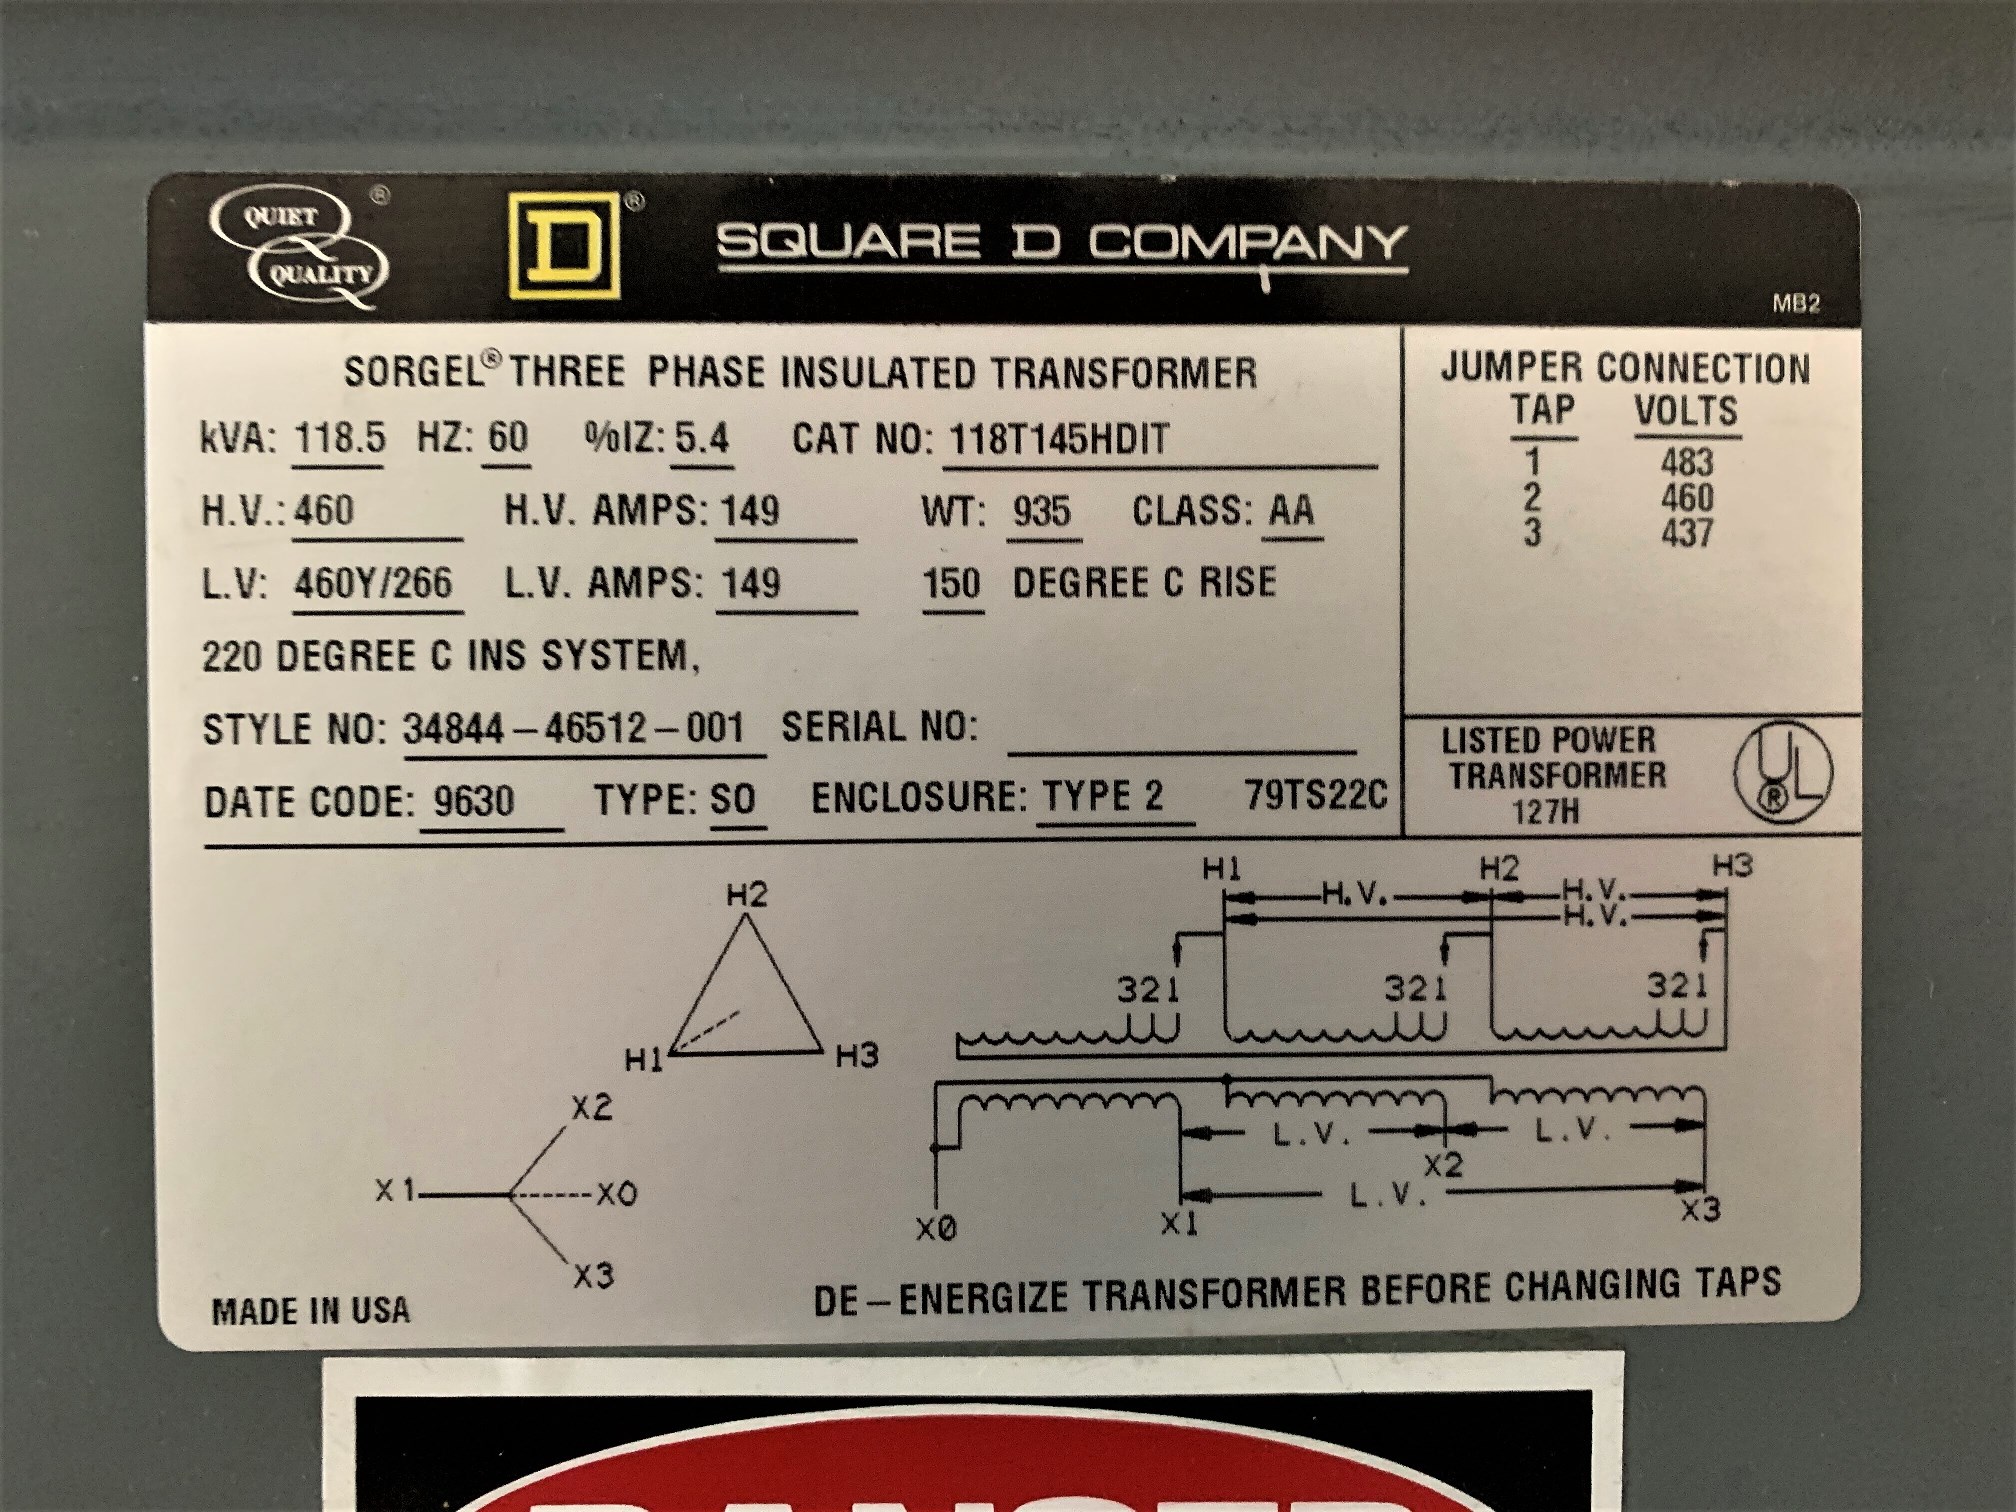 QUIET QUALITY ® D ® SQUARE D COMPANY
MB2
SORGEL® THREE PHASE INSULATED TRANSFORMER
kVA: 118.5 HZ: 60 %IZ: 5.4 CAT NO: 118T145HDIT
H.V.: 460 H.V. AMPS: 149 WT: 935 CLASS: AA
L.V: 460Y/266 L.V. AMPS: 149 150 DEGREE C RISE
220 DEGREE C INS SYSTEM,
STYLE NO: 34844-46512-001 SERIAL NO:
DATE CODE: 9630 TYPE: SO ENCLOSURE: TYPE 2 79TS22C
JUMPER CONNECTION
TAP VOLTS
1 483
2 460
3 437
LISTED POWER
TRANSFORMER
127H
UL ®
H2
H1 H3
X2
X1 XO
X3
H1 H2 H3
H.V. H.V.
H.V.
321 321 321
L.V. L.V.
X2
L.V.
X0 X1 X3
MADE IN USA
DE-ENERGIZE TRANSFORMER BEFORE CHANGING TAPS
DANGER